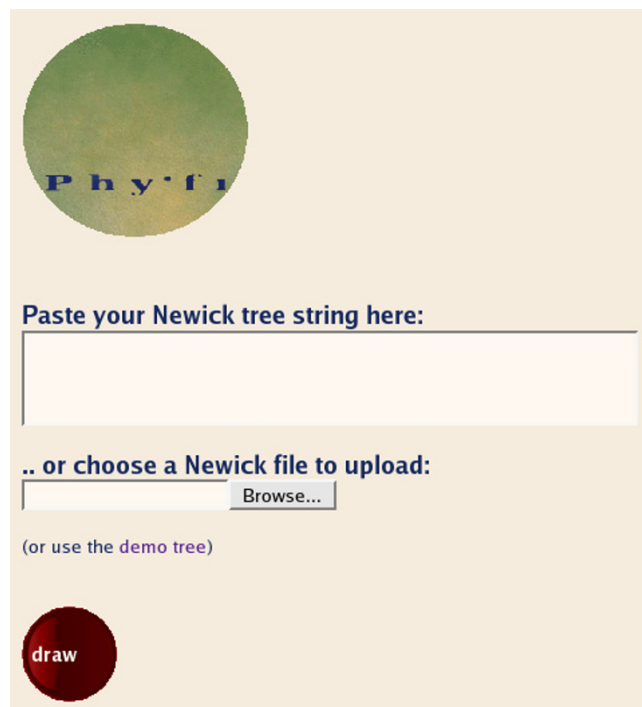 Phy·fi
Paste your Newick tree string here:
.. or choose a Newick file to upload:
Browse...
(or use the demo tree)
draw